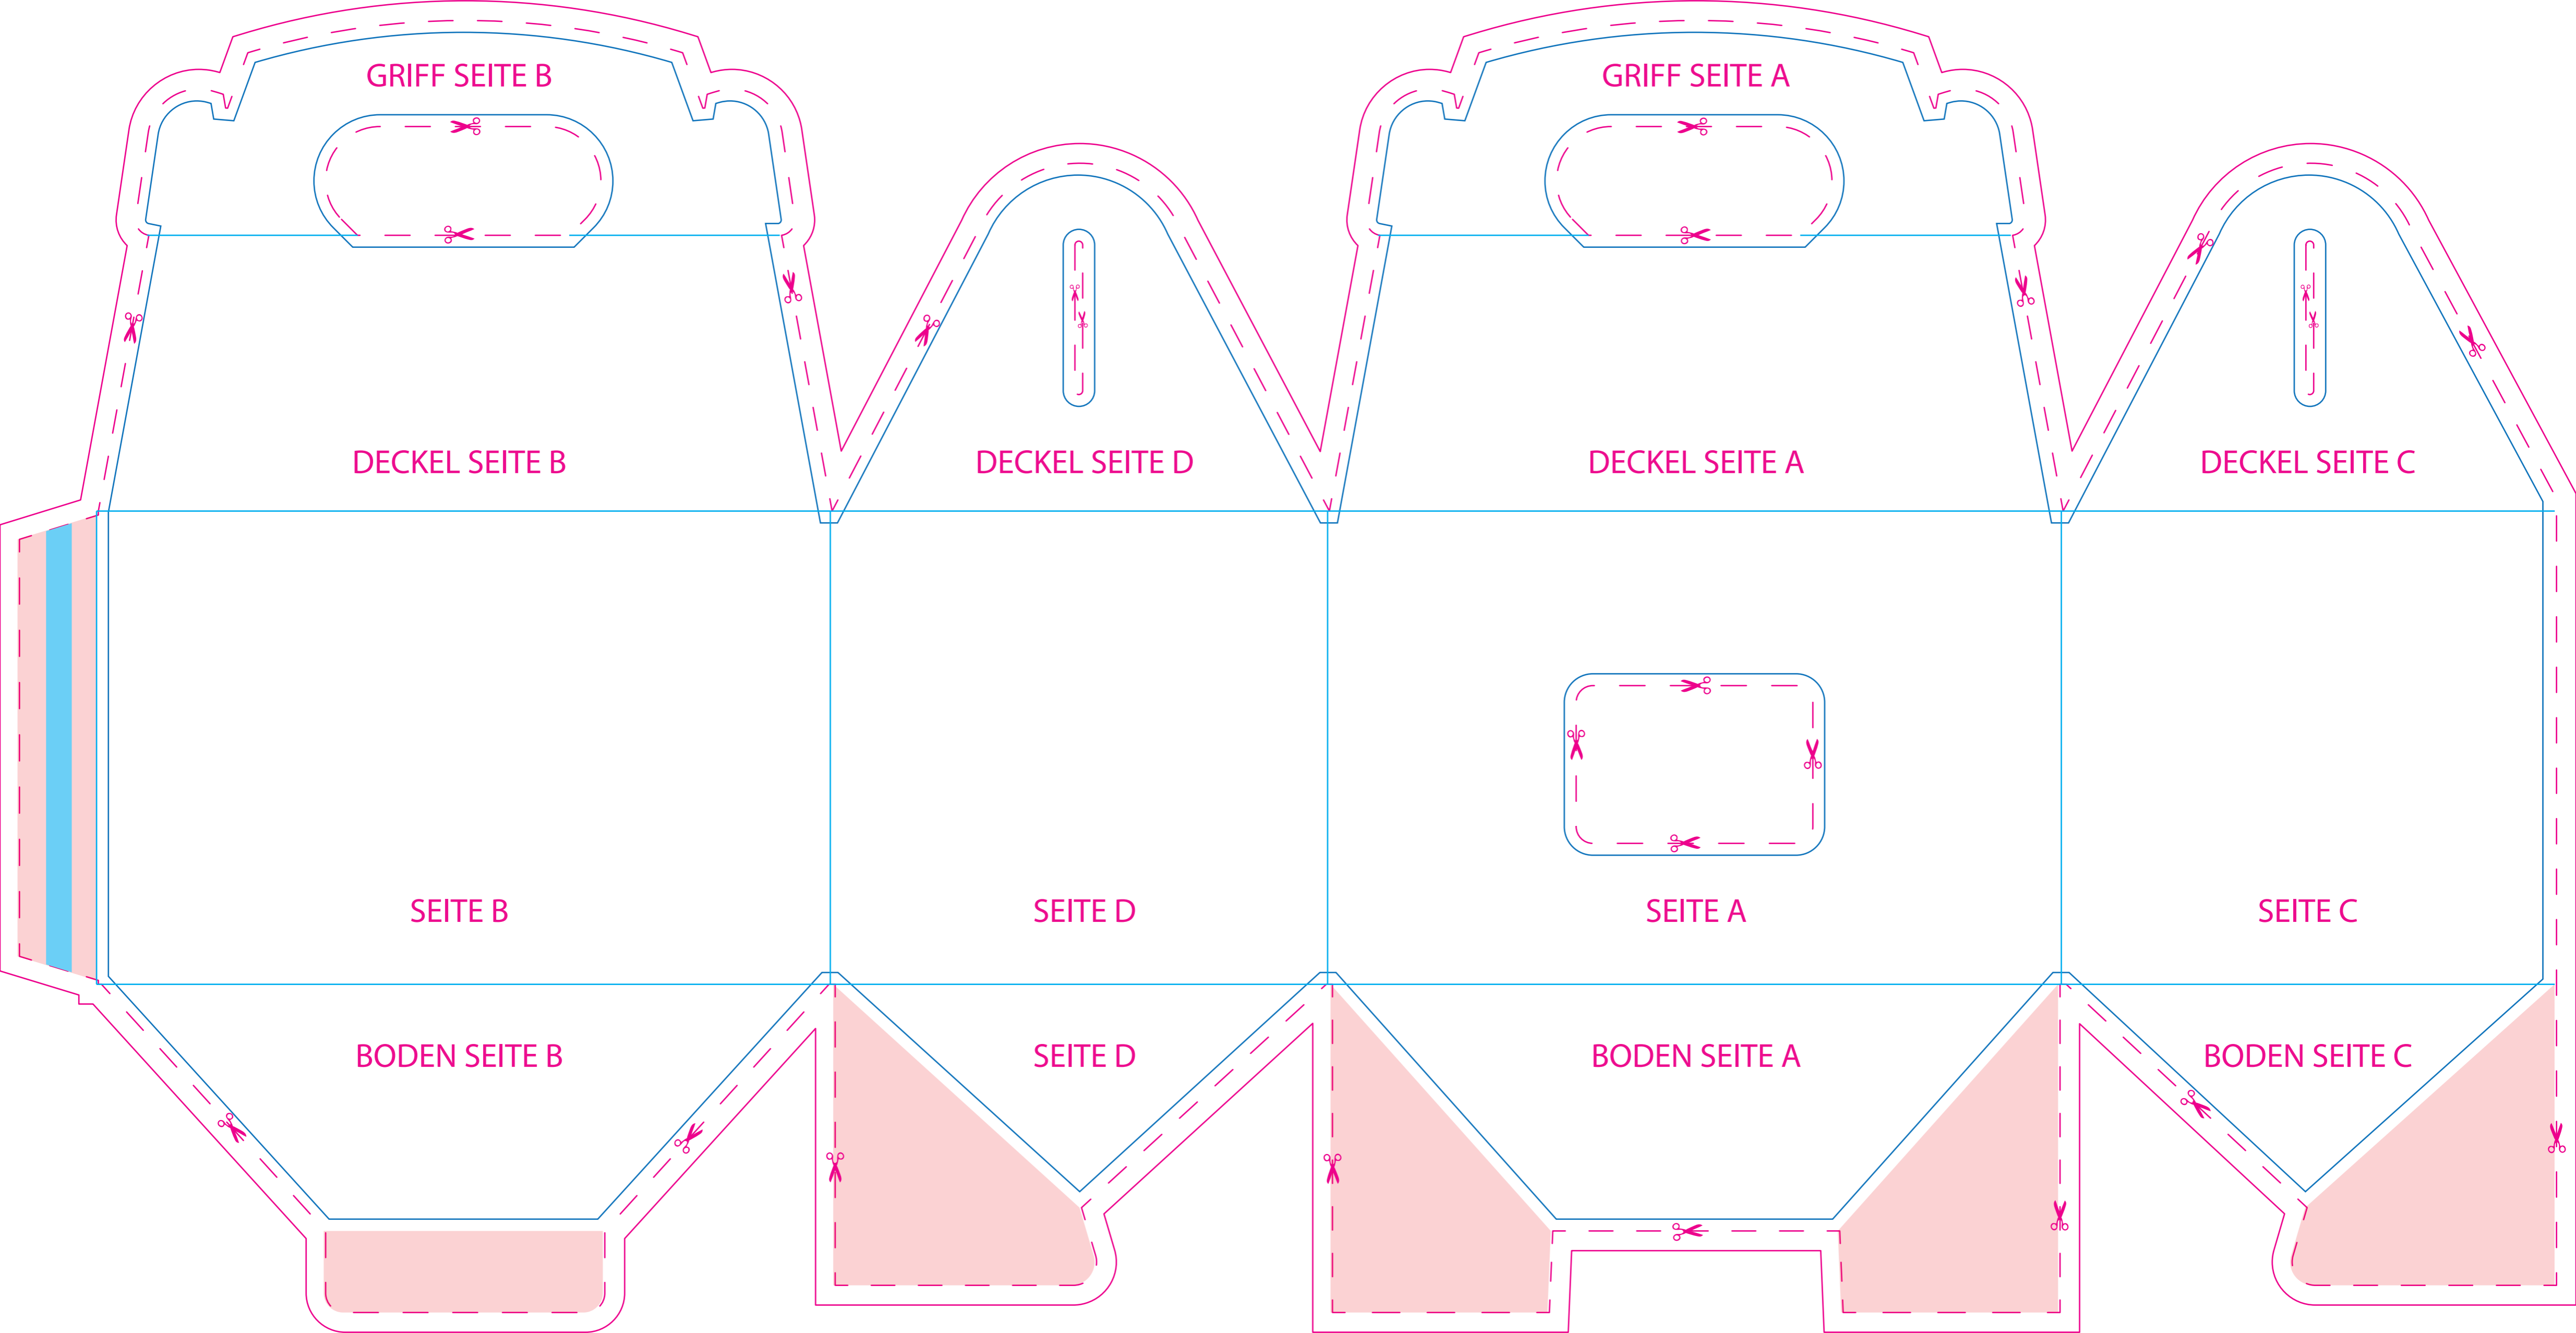 GRIFF SEITE B
GRIFF SEITE A
DECKEL SEITE B
DECKEL SEITE D
DECKEL SEITE A
DECKEL SEITE C
SEITE B
SEITE D
SEITE A
SEITE C
BODEN SEITE B
SEITE D
BODEN SEITE A
BODEN SEITE C